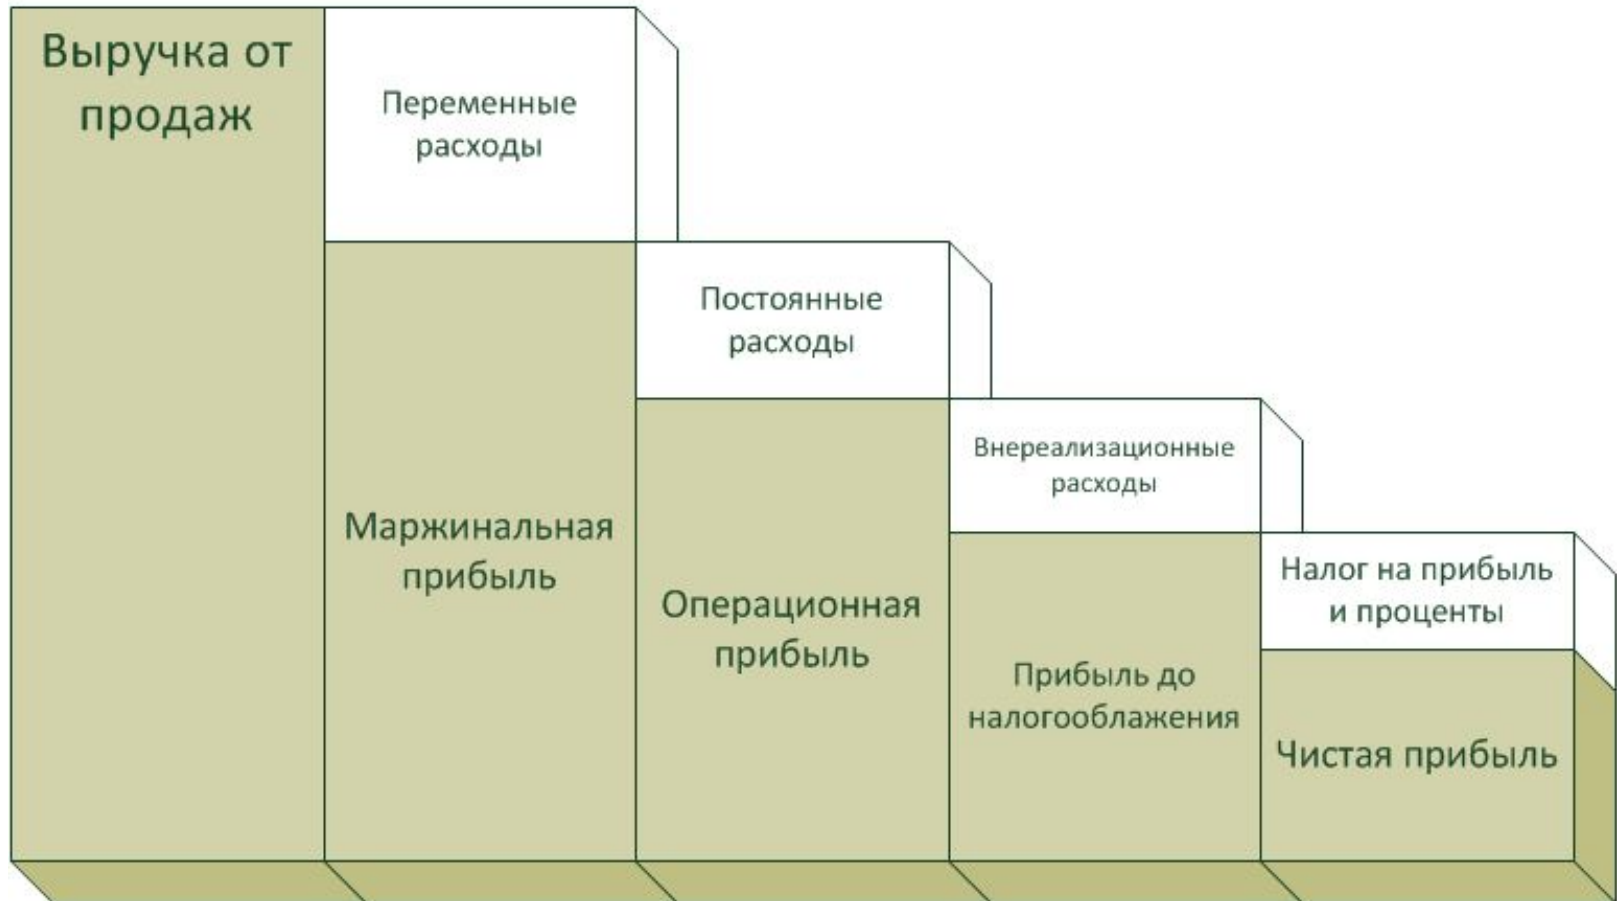 Выручка от
продаж
Переменные
расходы
Маржинальная
прибыль
Постоянные
расходы
Операционная
прибыль
Внереализационные
расходы
Прибыль до
налогооблажения
Налог на прибыль
и проценты
Чистая прибыль